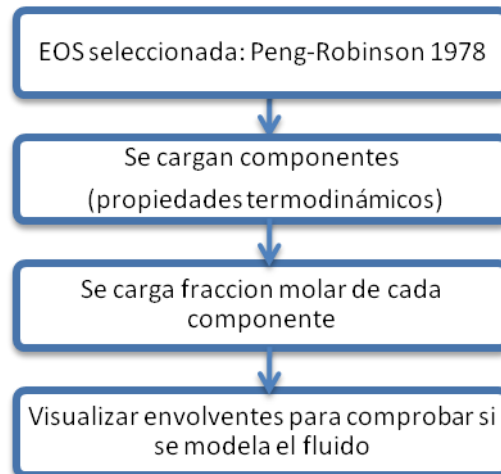 EOS seleccionada: Peng-Robinson 1978
Se cargan componentes
(propiedades termodinámicos)
Se carga fraccion molar de cada
componente
Visualizar envolventes para comprobar si
se modela el fluido